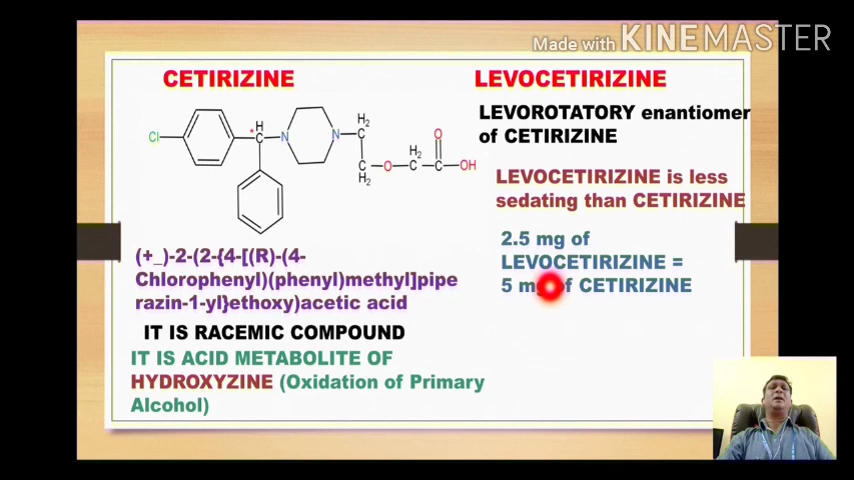 Made with KINEMASTER
CETIRIZINE
Cl
*
H
N
N
H2
C
H2
O
H2
C
C
O
OH
C
(+_)-2-(2-{4-[(R)-(4-
Chlorophenyl)(phenyl)methyl]pipe
razin-1-yl}ethoxy)acetic acid
IT IS RACEMIC COMPOUND
IT IS ACID METABOLITE OF
HYDROXYZINE (Oxidation of Primary
Alcohol)
LEVOCETIRIZINE
LEVOROTATORY enantiomer
of CETIRIZINE
LEVOCETIRIZINE is less
sedating than CETIRIZINE
2.5 mg of
LEVOCETIRIZINE =
5 mg of CETIRIZINE